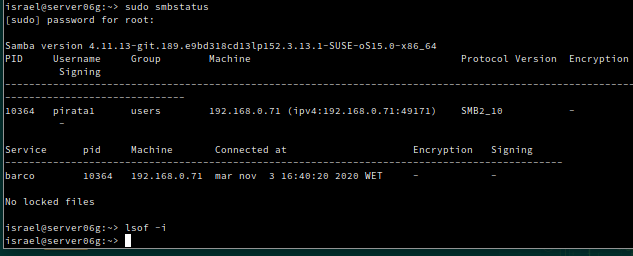 israel@server06g:~> sudo smbstatus
[sudo] password for root:
Samba version 4.11.13-git.189.e9bd318cd13lp152.3.13.1-SUSE-oS15.0-x86_64
PID Username Group Machine Protocol Version Encryption
Signing
----------------------------------------------------------------------------------------------------------
------------------------------
10364 pirata1 users 192.168.0.71 (ipv4:192.168.0.71:49171) SMB2_10 -
-
Service pid Machine Connected at Encryption Signing
---------------------------------------------------------------------------------------------
barco 10364 192.168.0.71 mar nov 3 16:40:20 2020 WET - -
No locked files
israel@server06g:~> lsof -i
israel@server06g:~>